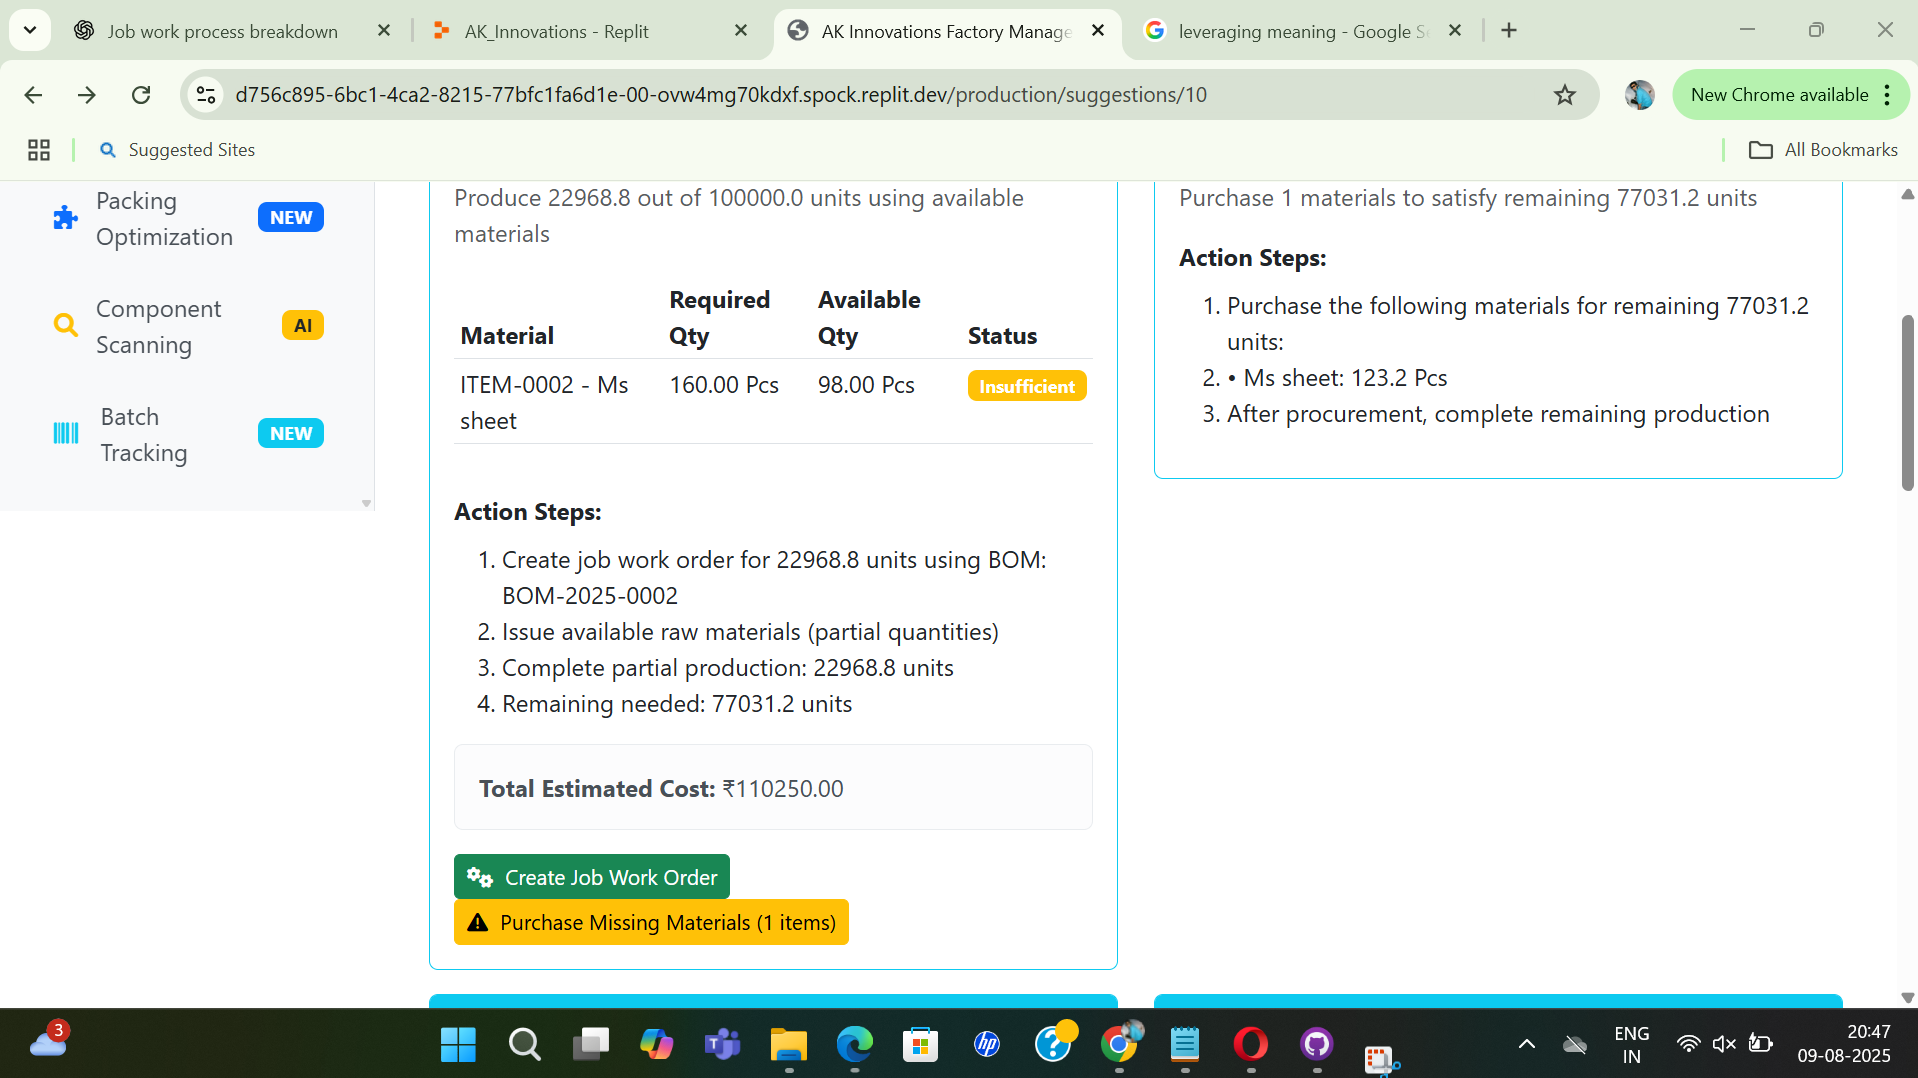 Job work process breakdown
AK_Innovations - Replit
AK Innovations Factory Manage
leveraging meaning - Google S
d756c895-6bc1-4ca2-8215-77bfc1fa6d1e-00-ovw4mg70kdxf.spock.replit.dev/production/suggestions/10
New Chrome available
Suggested Sites
All Bookmarks
Packing
Optimization
NEW
Component
Scanning
AI
Batch
Tracking
NEW
Produce 22968.8 out of 100000.0 units using available
materials
Material Required Qty Available Qty Status
ITEM-0002 - Ms sheet 160.00 Pcs 98.00 Pcs Insufficient
Action Steps:
1. Create job work order for 22968.8 units using BOM:
BOM-2025-0002
2. Issue available raw materials (partial quantities)
3. Complete partial production: 22968.8 units
4. Remaining needed: 77031.2 units
Total Estimated Cost: ₹110250.00
Create Job Work Order
Purchase Missing Materials (1 items)
Purchase 1 materials to satisfy remaining 77031.2 units
Action Steps:
1. Purchase the following materials for remaining 77031.2
units:
2. • Ms sheet: 123.2 Pcs
3. After procurement, complete remaining production
3
hp
ENG
IN
20:47
09-08-2025